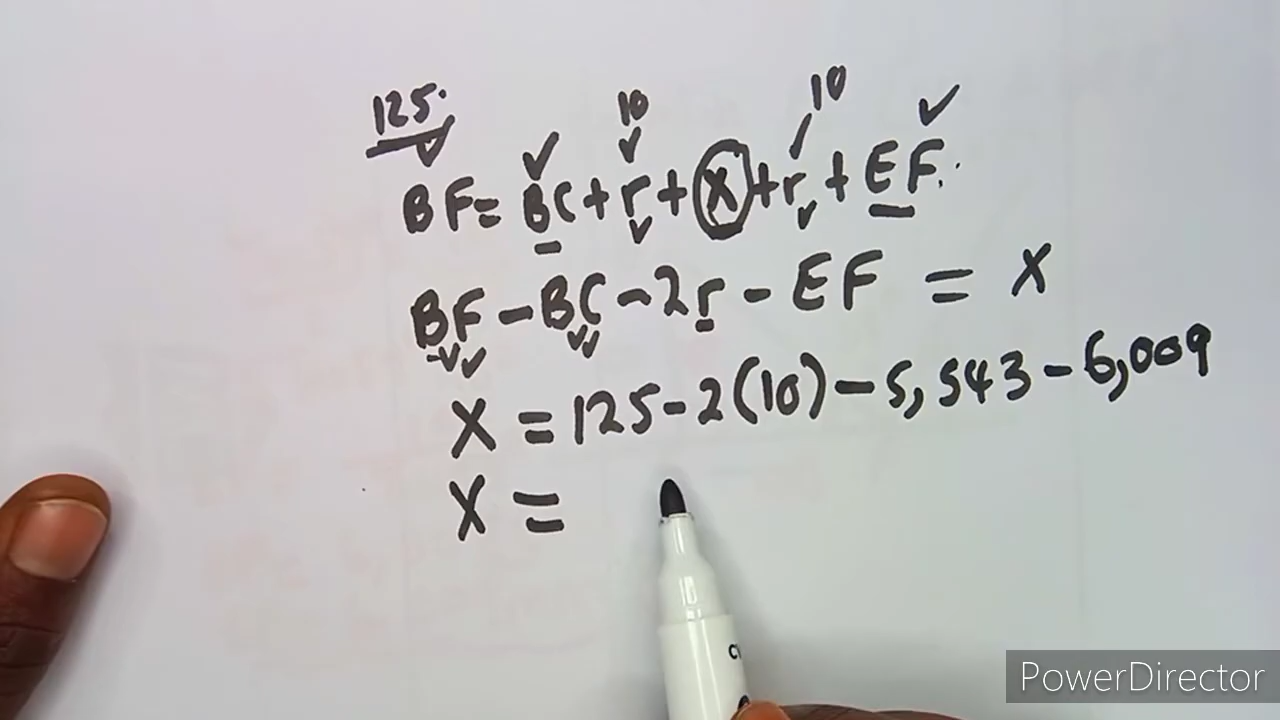 125.
10
10
BF = BC + r + X + r + EF.
BF - BC - 2r - EF = X
X = 125 - 2(10) - 5,543 - 6,009
X =
PowerDirector